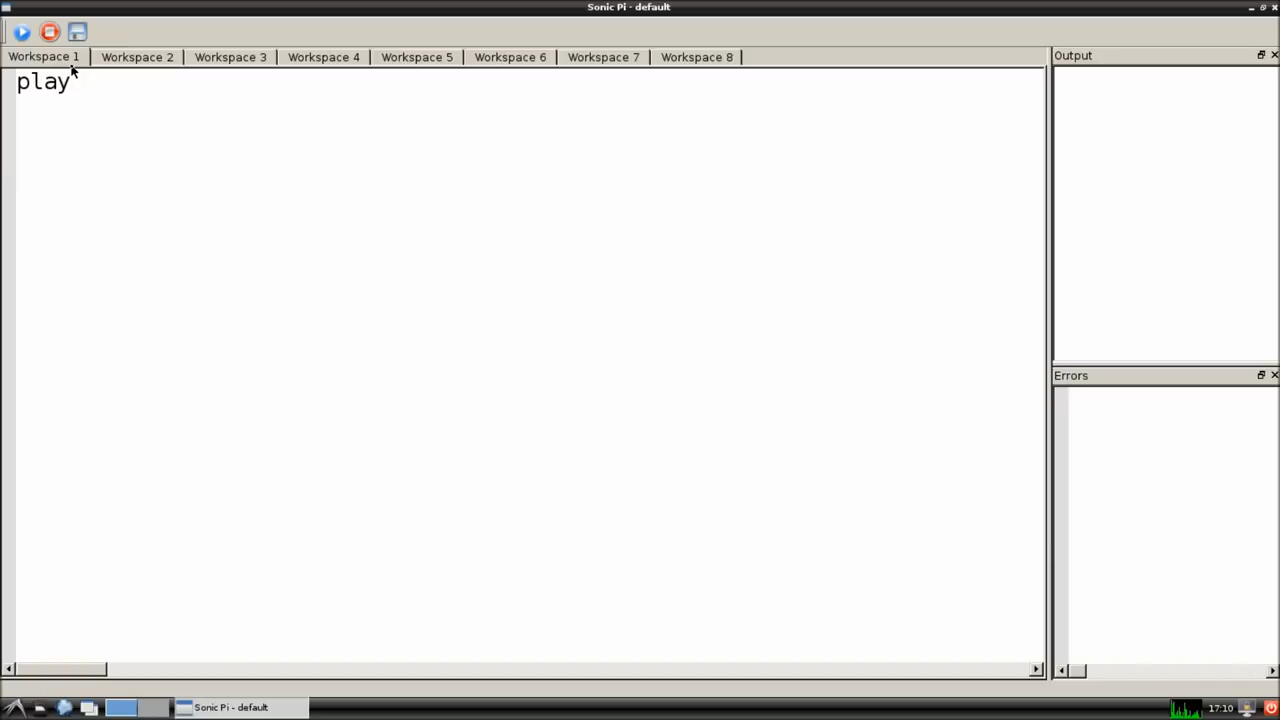 Sonic Pi - default
Workspace 1 Workspace 2 Workspace 3 Workspace 4 Workspace 5 Workspace 6 Workspace 7 Workspace 8
Output
play
Errors
Sonic Pi - default
17:10